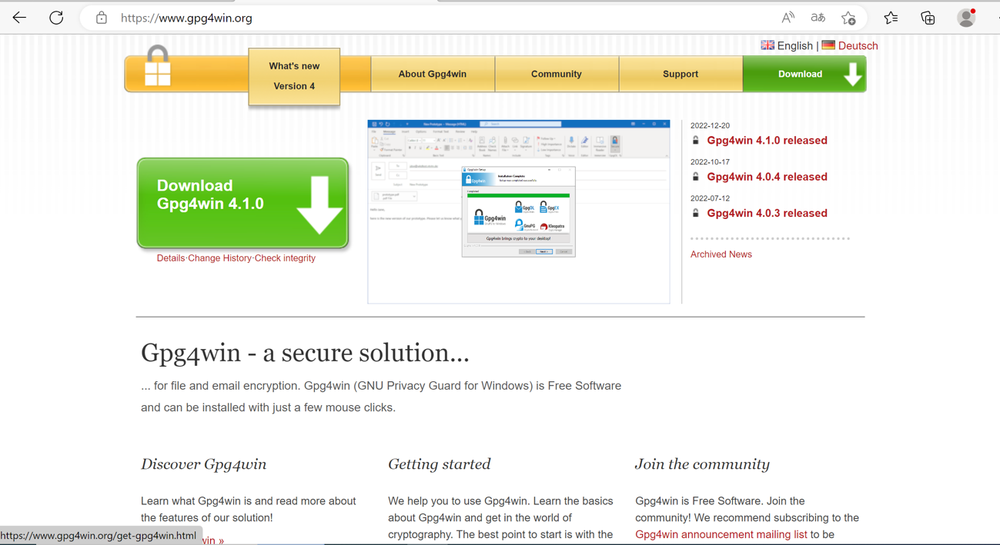 https://www.gpg4win.org
English | Deutsch
What's new
Version 4
About Gpg4win
Community
Support
Download
Download
Gpg4win 4.1.0
Details·Change History·Check integrity
Gpg4win Setup
Installation Complete
Gpg4win
GpgOL
GpgEX
GnuPG
Kleopatra
Gpg4win brings crypto to your desktop!
2022-12-20
Gpg4win 4.1.0 released
2022-10-17
Gpg4win 4.0.4 released
2022-07-12
Gpg4win 4.0.3 released
Archived News
Gpg4win - a secure solution...
... for file and email encryption. Gpg4win (GNU Privacy Guard for Windows) is Free Software
and can be installed with just a few mouse clicks.
Discover Gpg4win
Learn what Gpg4win is and read more about
the features of our solution!
win »
Getting started
We help you to use Gpg4win. Learn the basics
about Gpg4win and get in the world of
cryptography. The best point to start is with the
Join the community
Gpg4win is Free Software. Join the
community! We recommend subscribing to the
Gpg4win announcement mailing list to be
https://www.gpg4win.org/get-gpg4win.html